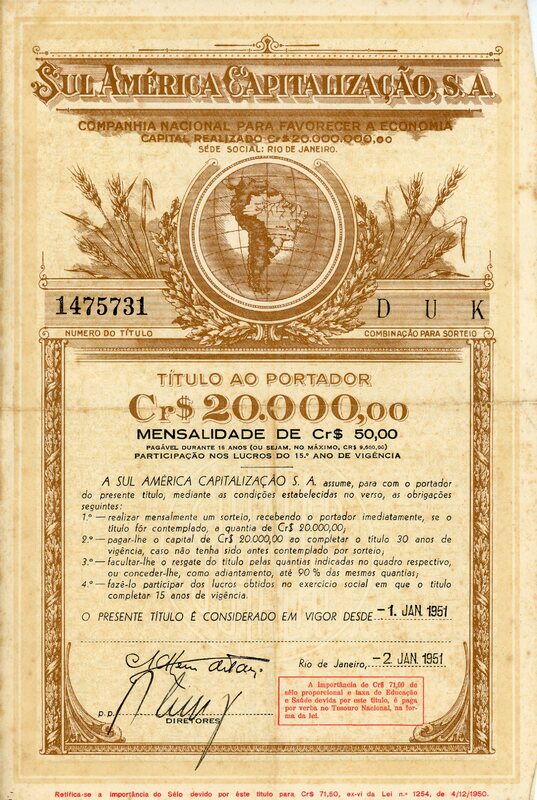 SUL AMÉRICA CAPITALIZAÇÃO, S.A.
COMPANHIA NACIONAL PARA FAVORECER A ECONOMIA
CAPITAL REALIZADO Cr$20.000.000,00
SÉDE SOCIAL: RIO DE JANEIRO.
1475731
D U K
NUMERO DO TÍTULO
COMBINAÇÃO PARA SORTEIO
TÍTULO AO PORTADOR
Cr$ 20.000,00
MENSALIDADE DE Cr$ 50,00
PAGÁVEL DURANTE 16 ANOS (OU SEJAM, NO MÁXIMO, CR$ 9,600,00)
PARTICIPAÇÃO NOS LUCROS DO 15.º ANO DE VIGÊNCIA
A SUL AMÉRICA CAPITALIZAÇÃO S. A. assume, para com o portador
do presente título, mediante as condições estabelecidas no verso, as obrigações
seguintes:
1.º — realizar mensalmente um sorteio, recebendo o portador imediatamente, se o
título fôr contemplado, a quantia de Cr$ 20.000,00;
2.º — pagar-lhe o capital de Cr$ 20.000,00 ao completar o título 30 anos de
vigência, caso não tenha sido antes contemplado por sorteio;
3.º — facultar-lhe o resgate do título pelas quantias indicadas no quadro respectivo,
ou conceder-lhe, como adiantamento, até 90 % das mesmas quantias;
4.º — fazê-lo participar dos lucros obtidos no exercício social em que o título
completar 15 anos de vigência.
O PRESENTE TÍTULO É CONSIDERADO EM VIGOR DESDE -1 JAN. 1951
Rio de Janeiro, -2 JAN. 1951
A importância de Cr$ 71,00 de
sêlo proporcional e taxa de Educação
e Saúde devida por este título, é paga
por verba no Tesouro Nacional, na for-
ma da lei.
p.p.
DIRETORES
Retifica-se a importância do Sêlo devido por êste título para Cr$ 71,50, ex-vi da Lei n.º 1254, de 4/12/1950.